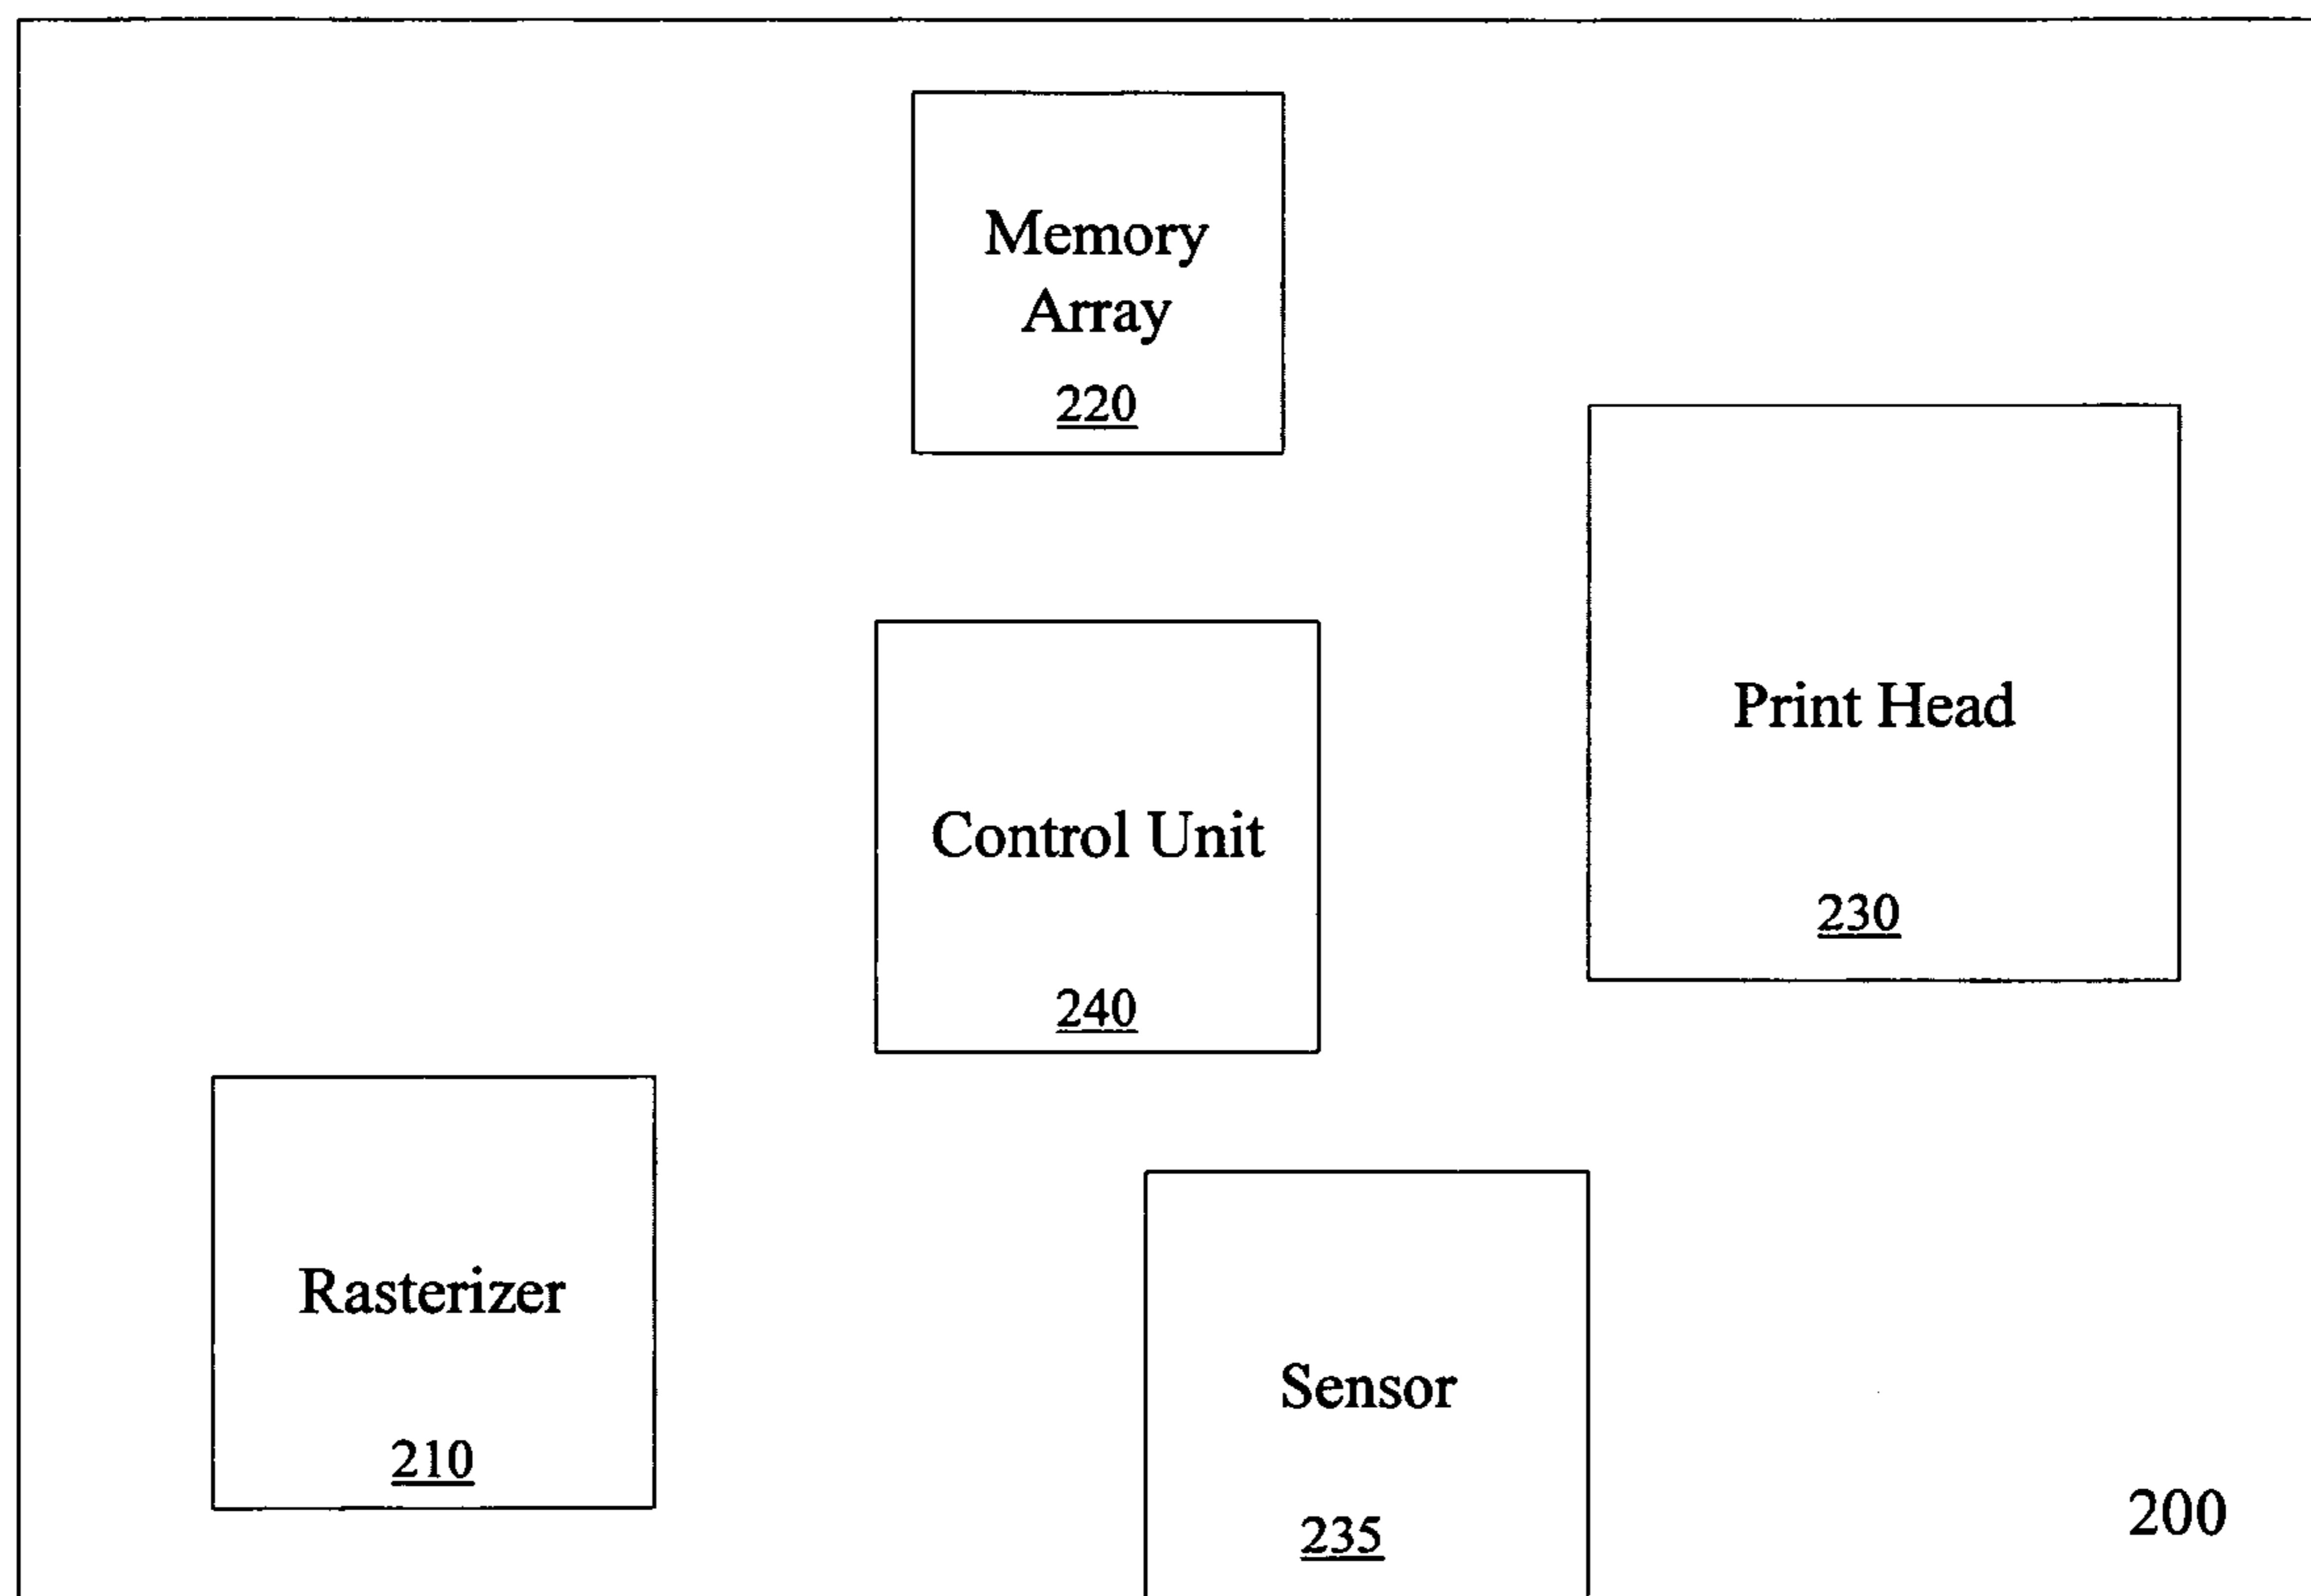 Memory
Array
220
Print Head
230
Control Unit
240
Rasterizer
210
Sensor
235
200